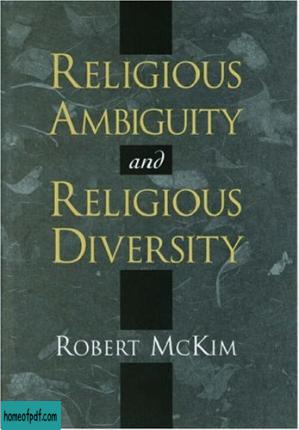 RELIGIOUS
AMBIGUITY
and
RELIGIOUS
DIVERSITY
ROBERT MCKIM
homeofpdf.com